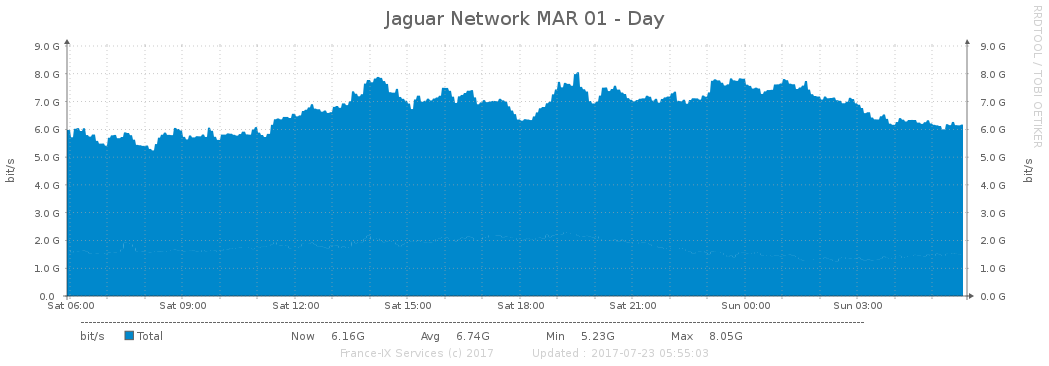 Jaguar Network MAR 01 - Day
RRDTOOL / TOBI OETIKER
9.0 G 9.0 G
8.0 G 8.0 G
7.0 G 7.0 G
6.0 G 6.0 G
5.0 G 5.0 G
4.0 G 4.0 G
3.0 G 3.0 G
2.0 G 2.0 G
1.0 G 1.0 G
0.0 0.0 G
bit/s
bit/s
Sat 06:00 Sat 09:00 Sat 12:00 Sat 15:00 Sat 18:00 Sat 21:00 Sun 00:00 Sun 03:00
bit/s Total Now 6.16G Avg 6.74G Min 5.23G Max 8.05G
France-IX Services (c) 2017 Updated : 2017-07-23 05:55:03